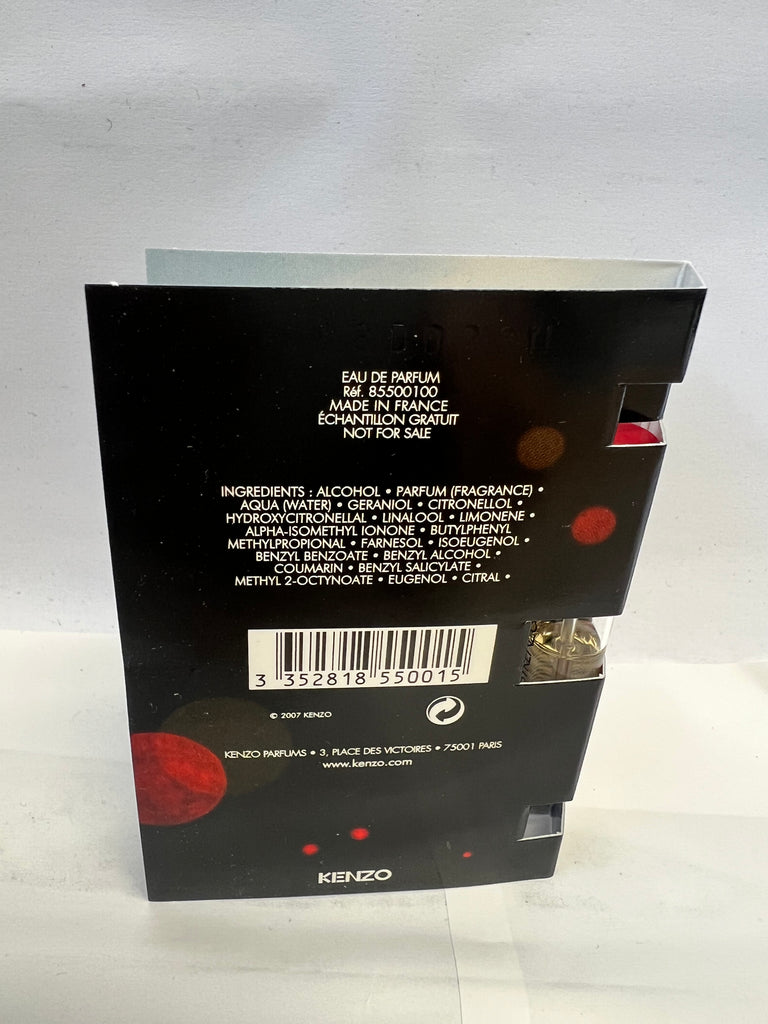 EAU DE PARFUM
Réf. 85500100
MADE IN FRANCE
ÉCHANTILLON GRATUIT
NOT FOR SALE
INGREDIENTS : ALCOHOL • PARFUM (FRAGRANCE) •
AQUA (WATER) • GERANIOL • CITRONELLOL •
HYDROXYCITRONELLAL • LINALOOL • LIMONENE •
ALPHA-ISOMETHYL IONONE • BUTYLPHENYL
METHYLPROPIONAL • FARNESOL • ISOEUGENOL •
BENZYL BENZOATE • BENZYL ALCOHOL •
COUMARIN • BENZYL SALICYLATE •
METHYL 2-OCTYNOATE • EUGENOL • CITRAL •
3 352818 550015
© 2007 KENZO
KENZO PARFUMS • 3, PLACE DES VICTOIRES • 75001 PARIS
www.kenzo.com
KENZO